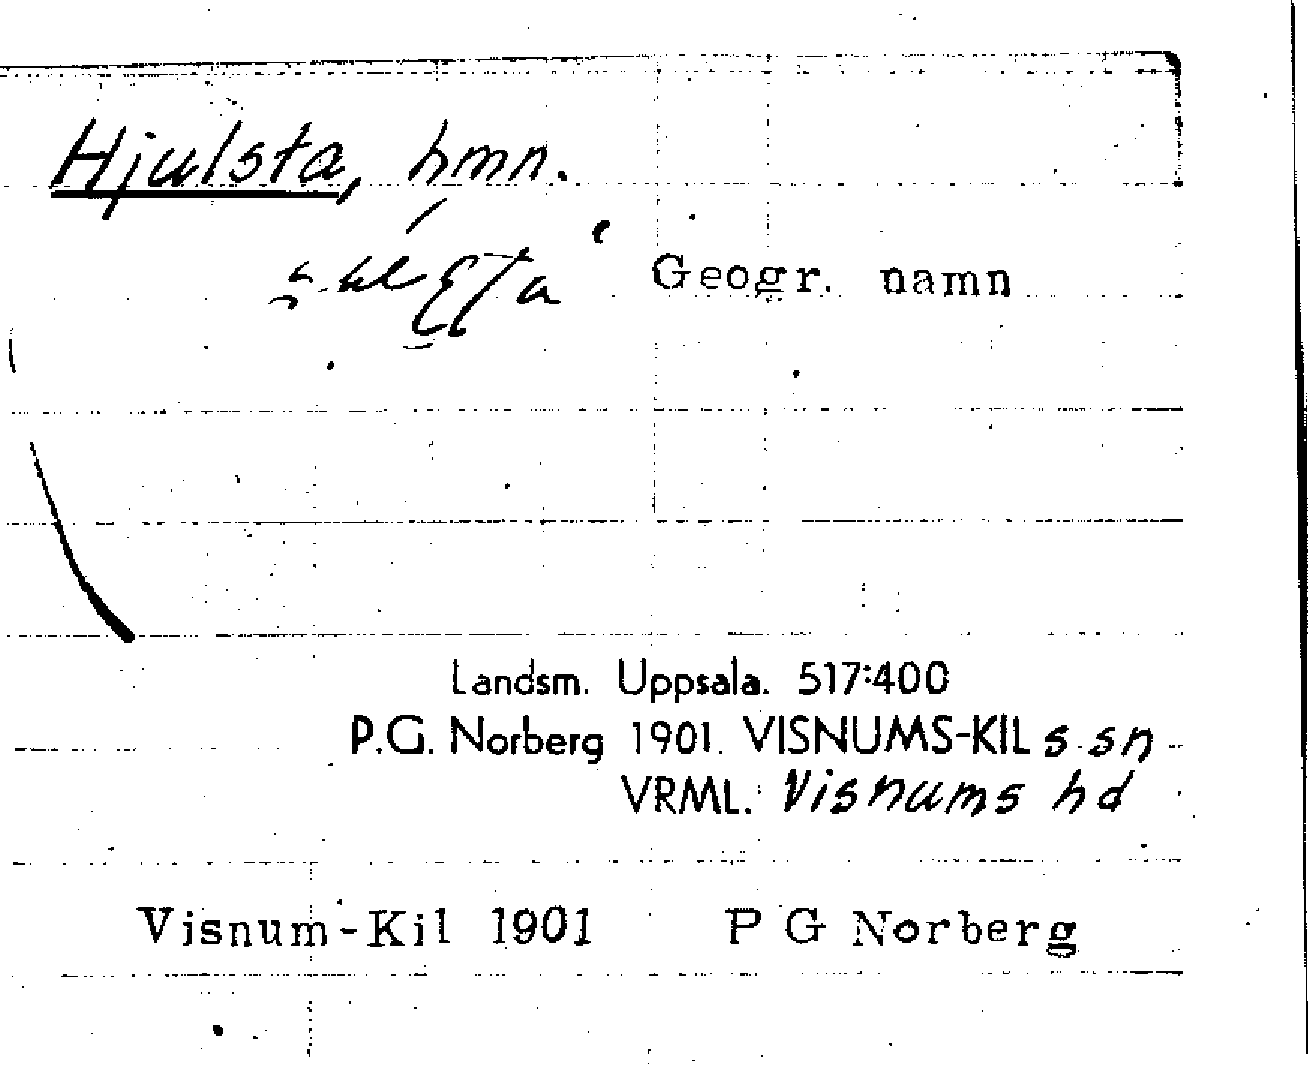 Hjulsta, hmn.
Geogr. namn
Landsm. Uppsala. 517:400
P.G. Norberg 1901. VISNUMS-KIL s sn
VRML. Visnums hd
Visnum-Kil 1901 P G Norberg